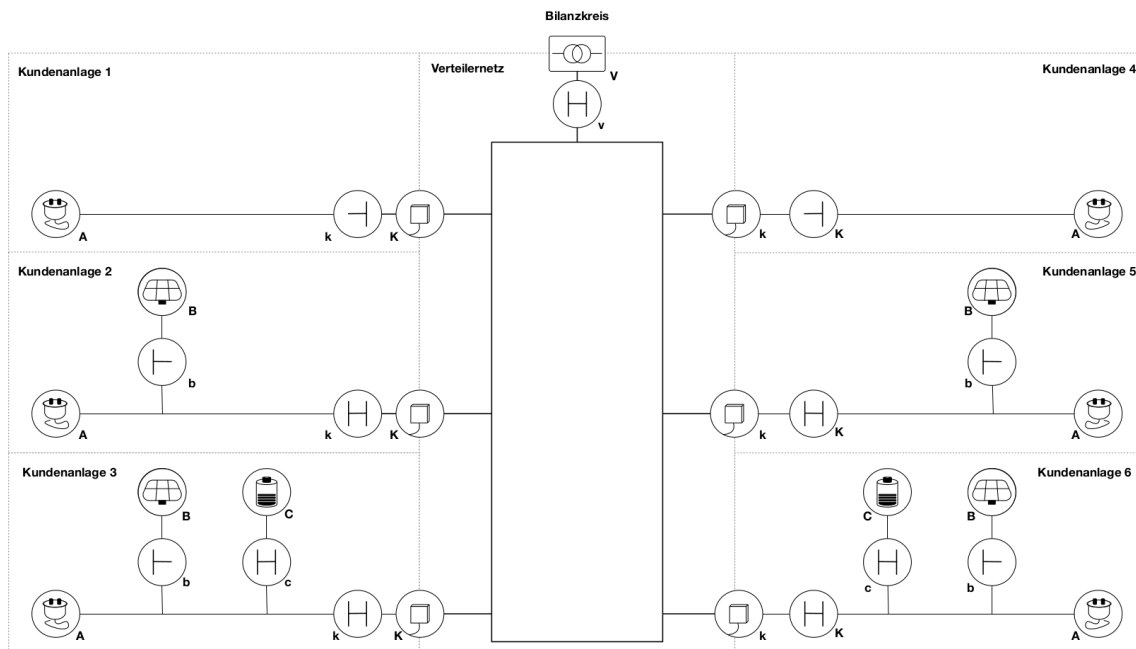 Bilanzkreis
Kundenanlage 1
Verteilernetz
Kundenanlage 4
V
v
A
k
K
k
K
A
Kundenanlage 2
Kundenanlage 5
B
B
b
b
A
k
K
k
K
A
Kundenanlage 3
Kundenanlage 6
B
C
C
B
b
c
c
b
A
k
K
k
K
A